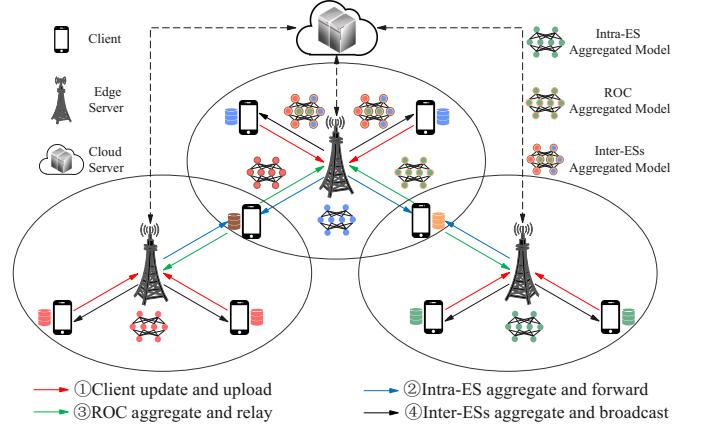 Client
Edge
Server
Cloud
Server
Intra-ES
Aggregated Model
ROC
Aggregated Model
Inter-ESs
Aggregated Model
①Client update and upload
②Intra-ES aggregate and forward
③ROC aggregate and relay
④Inter-ESs aggregate and broadcast